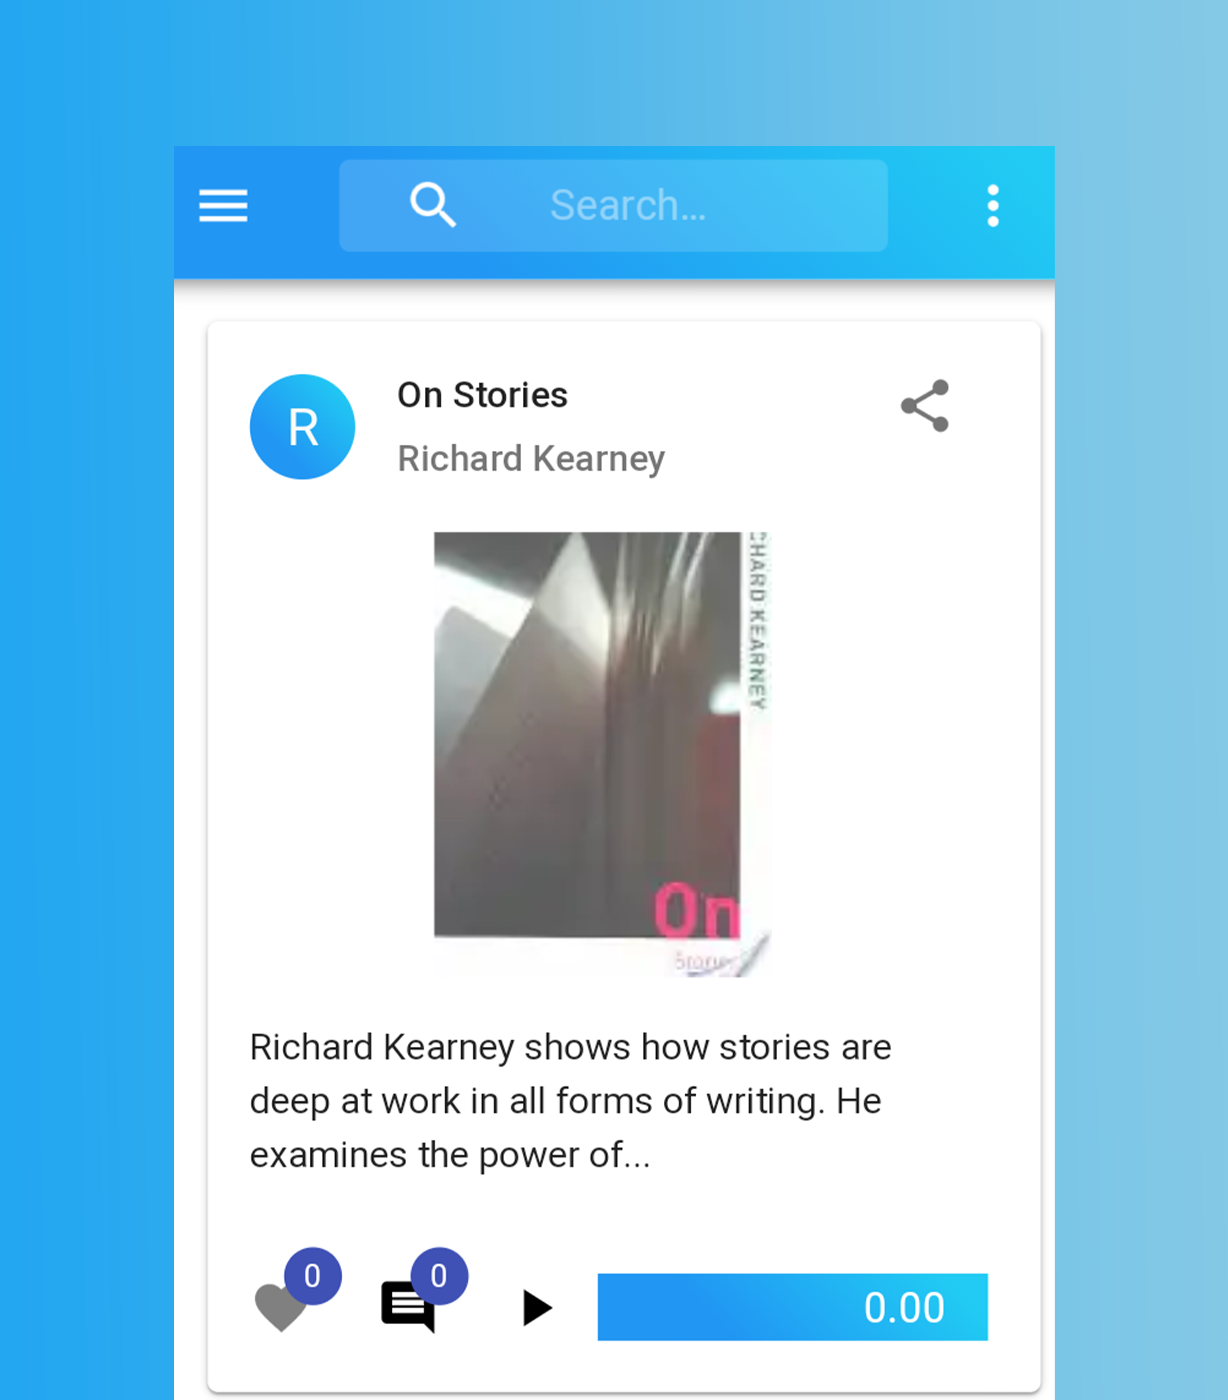 Search...
R
On Stories
Richard Kearney
CHARD KEARNEY
On
Stories
Richard Kearney shows how stories are
deep at work in all forms of writing. He
examines the power of...
0
0
0.00